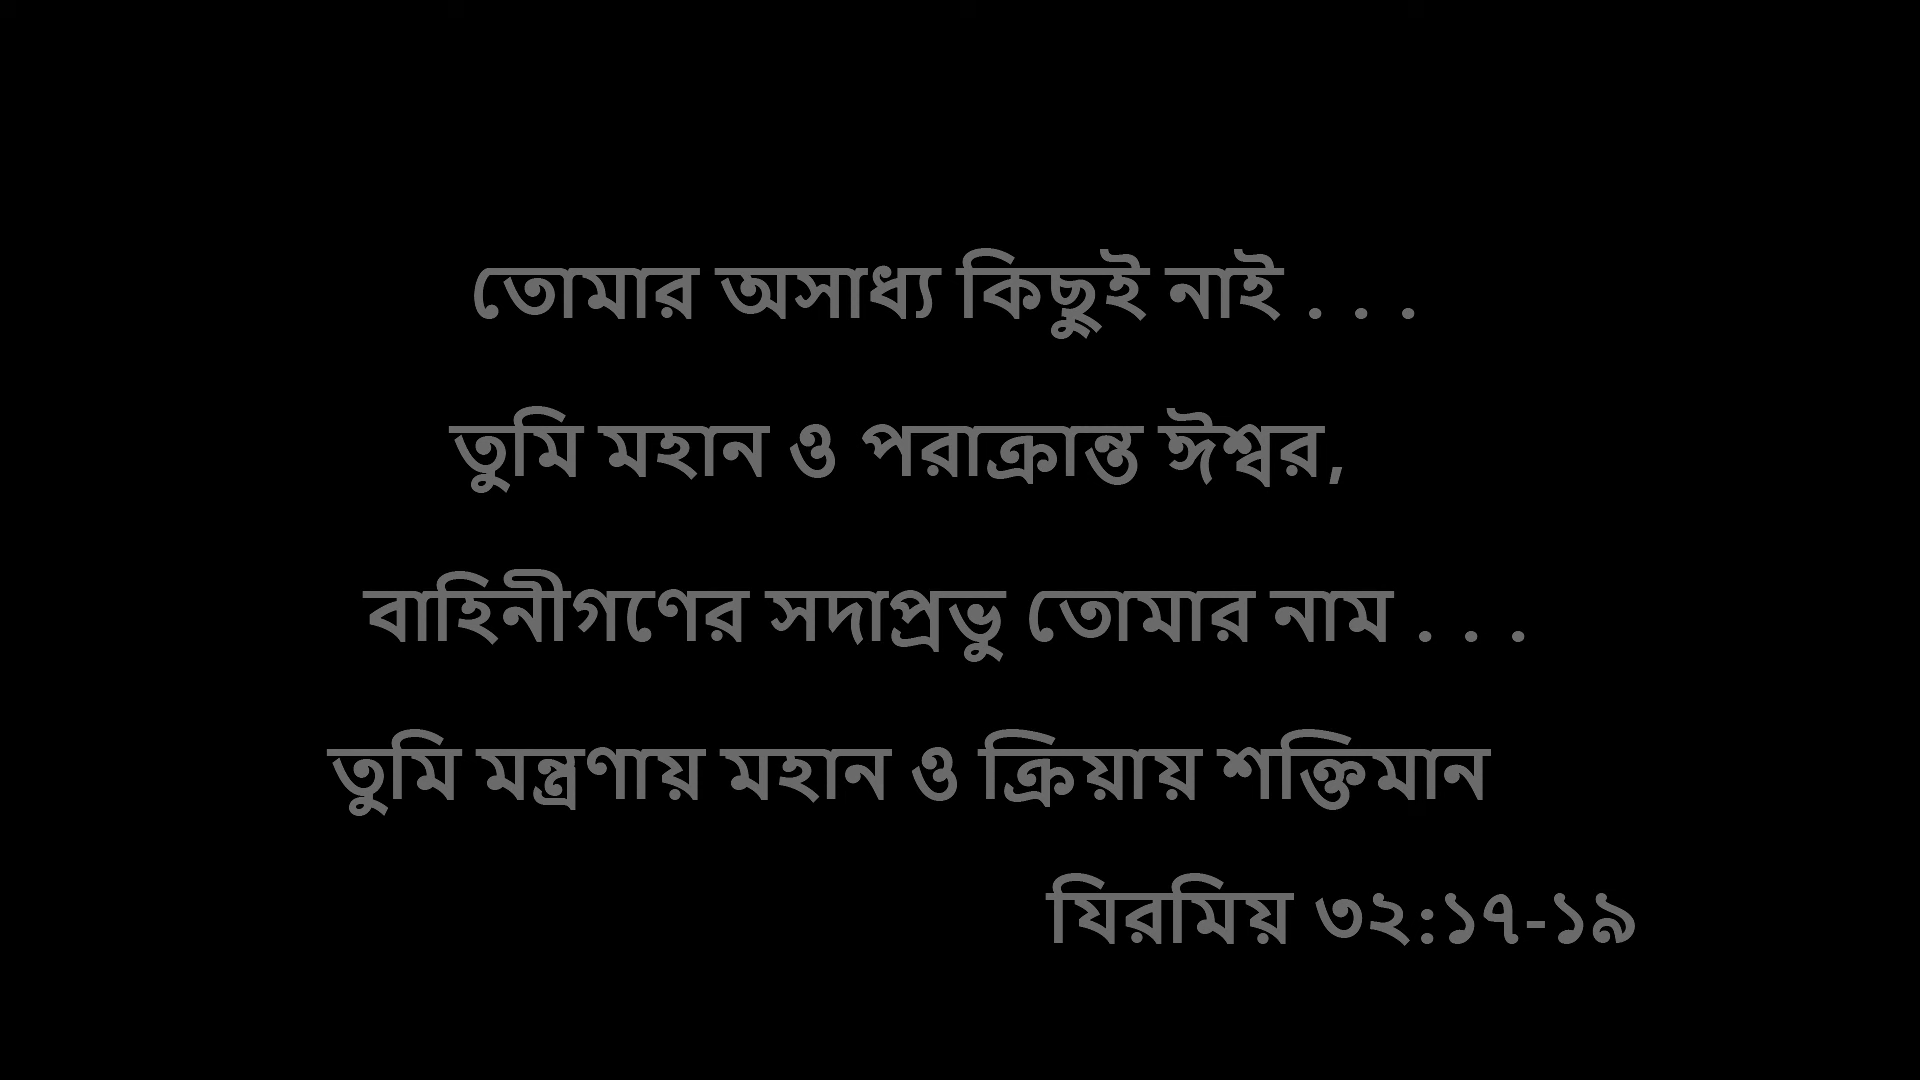 তোমার অসাধ্য কিছুই নাই . . .
তুমি মহান ও পরাক্রান্ত ঈশ্বর,
বাহিনীগণের সদাপ্রভু তোমার নাম . . .
তুমি মন্ত্রণায় মহান ও ক্রিয়ায় শক্তিমান
যিরমিয় ৩২:১৭-১৯